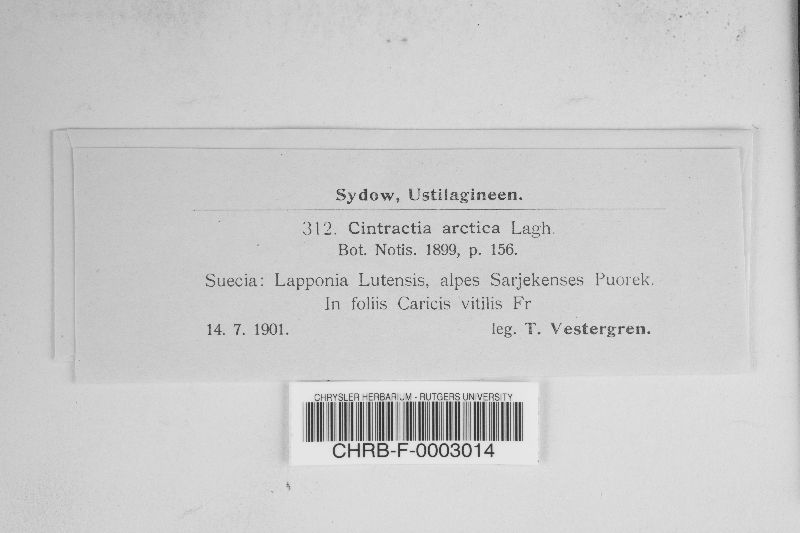 Sydow, Ustilagineen.
312. Cintractia arctica Lagh.
Bot. Notis. 1899, p. 156.
Suecia: Lapponia Lutensis, alpes Sarjekenses Puorek.
In foliis Caricis vitilis Fr
14. 7. 1901. leg. T. Vestergren.
CHRYSLER HERBARIUM - RUTGERS UNIVERSITY
CHRB-F-0003014